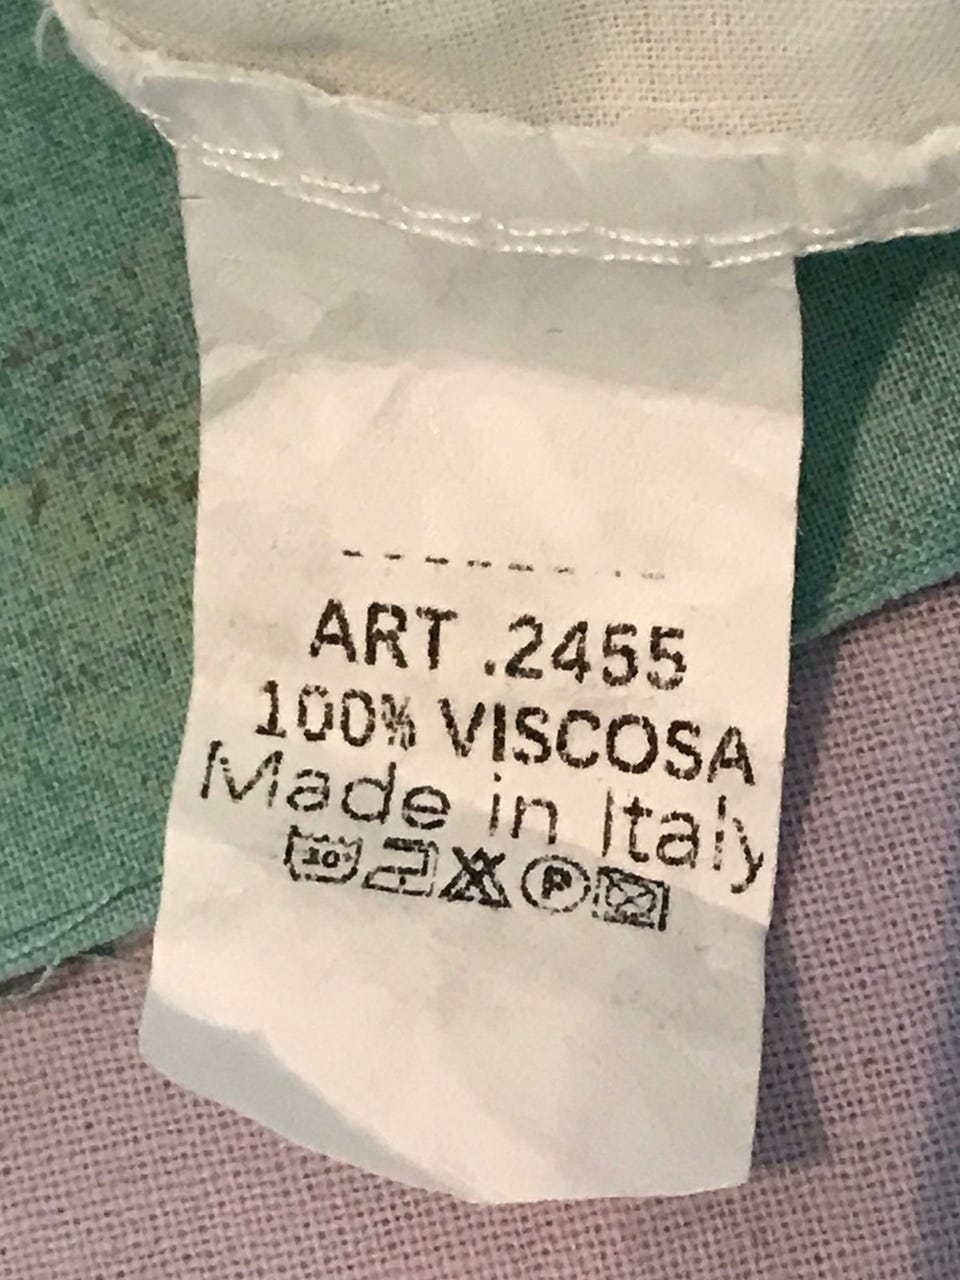 ART .2455
100% VISCOSA
Made in Italy
P